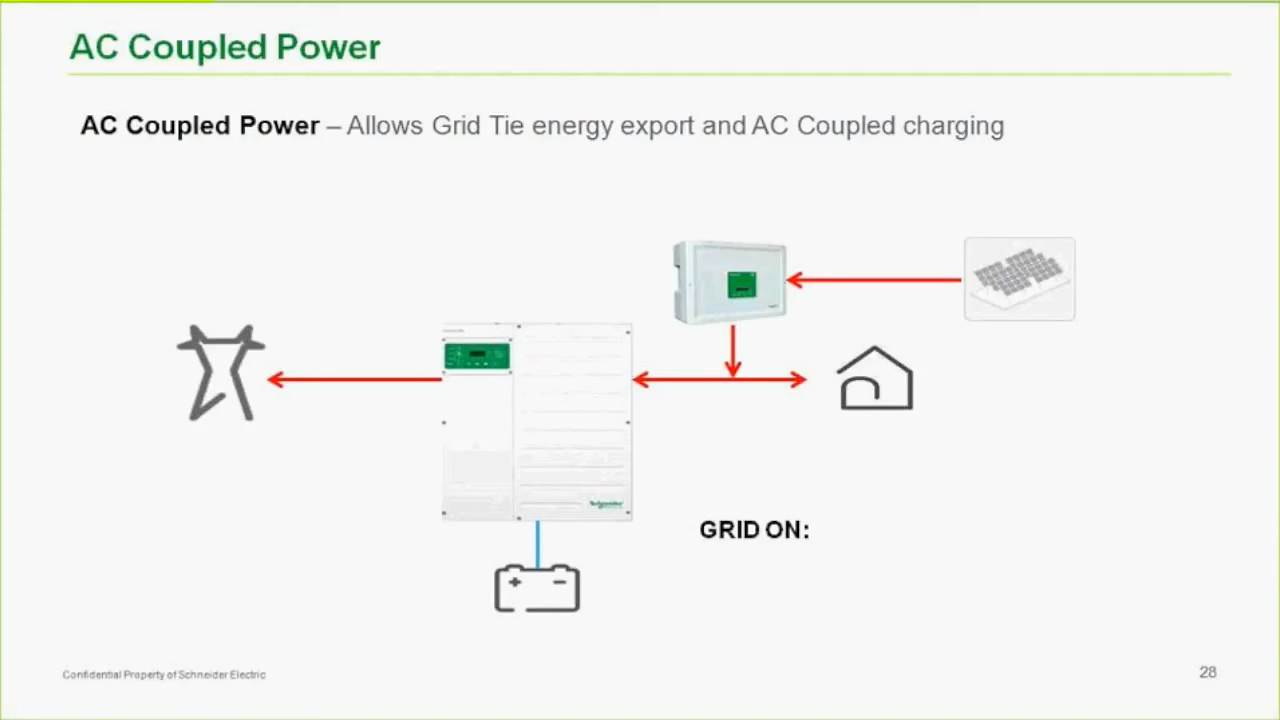 AC Coupled Power
AC Coupled Power – Allows Grid Tie energy export and AC Coupled charging
Schneider
GRID ON:
Confidential Property of Schneider Electric
28